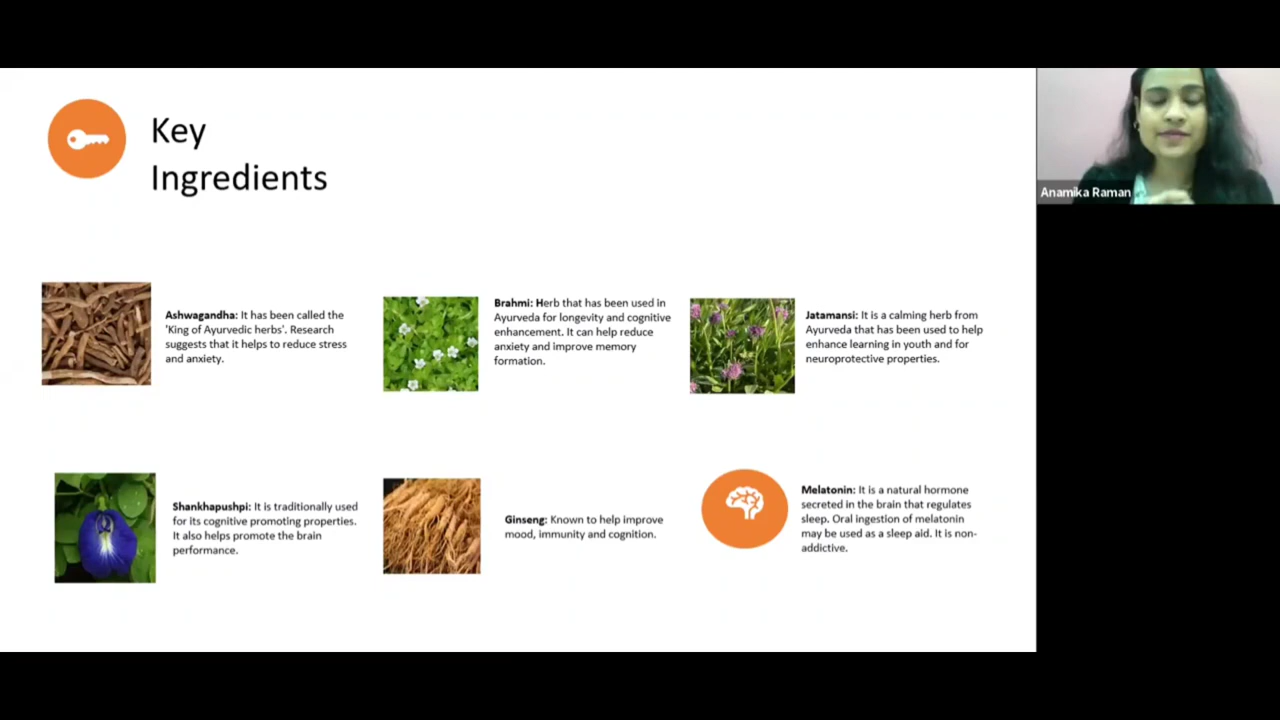 Key
Ingredients
Anamika Raman
Ashwagandha: It has been called the
'King of Ayurvedic herbs'. Research
suggests that it helps to reduce stress
and anxiety.
Brahmi: Herb that has been used in
Ayurveda for longevity and cognitive
enhancement. It can help reduce
anxiety and improve memory
formation.
Jatamansi: It is a calming herb from
Ayurveda that has been used to help
enhance learning in youth and for
neuroprotective properties.
Shankhapushpi: It is traditionally used
for its cognitive promoting properties.
It also helps promote the brain
performance.
Ginseng: Known to help improve
mood, immunity and cognition.
Melatonin: It is a natural hormone
secreted in the brain that regulates
sleep. Oral ingestion of melatonin
may be used as a sleep aid. It is non-
addictive.